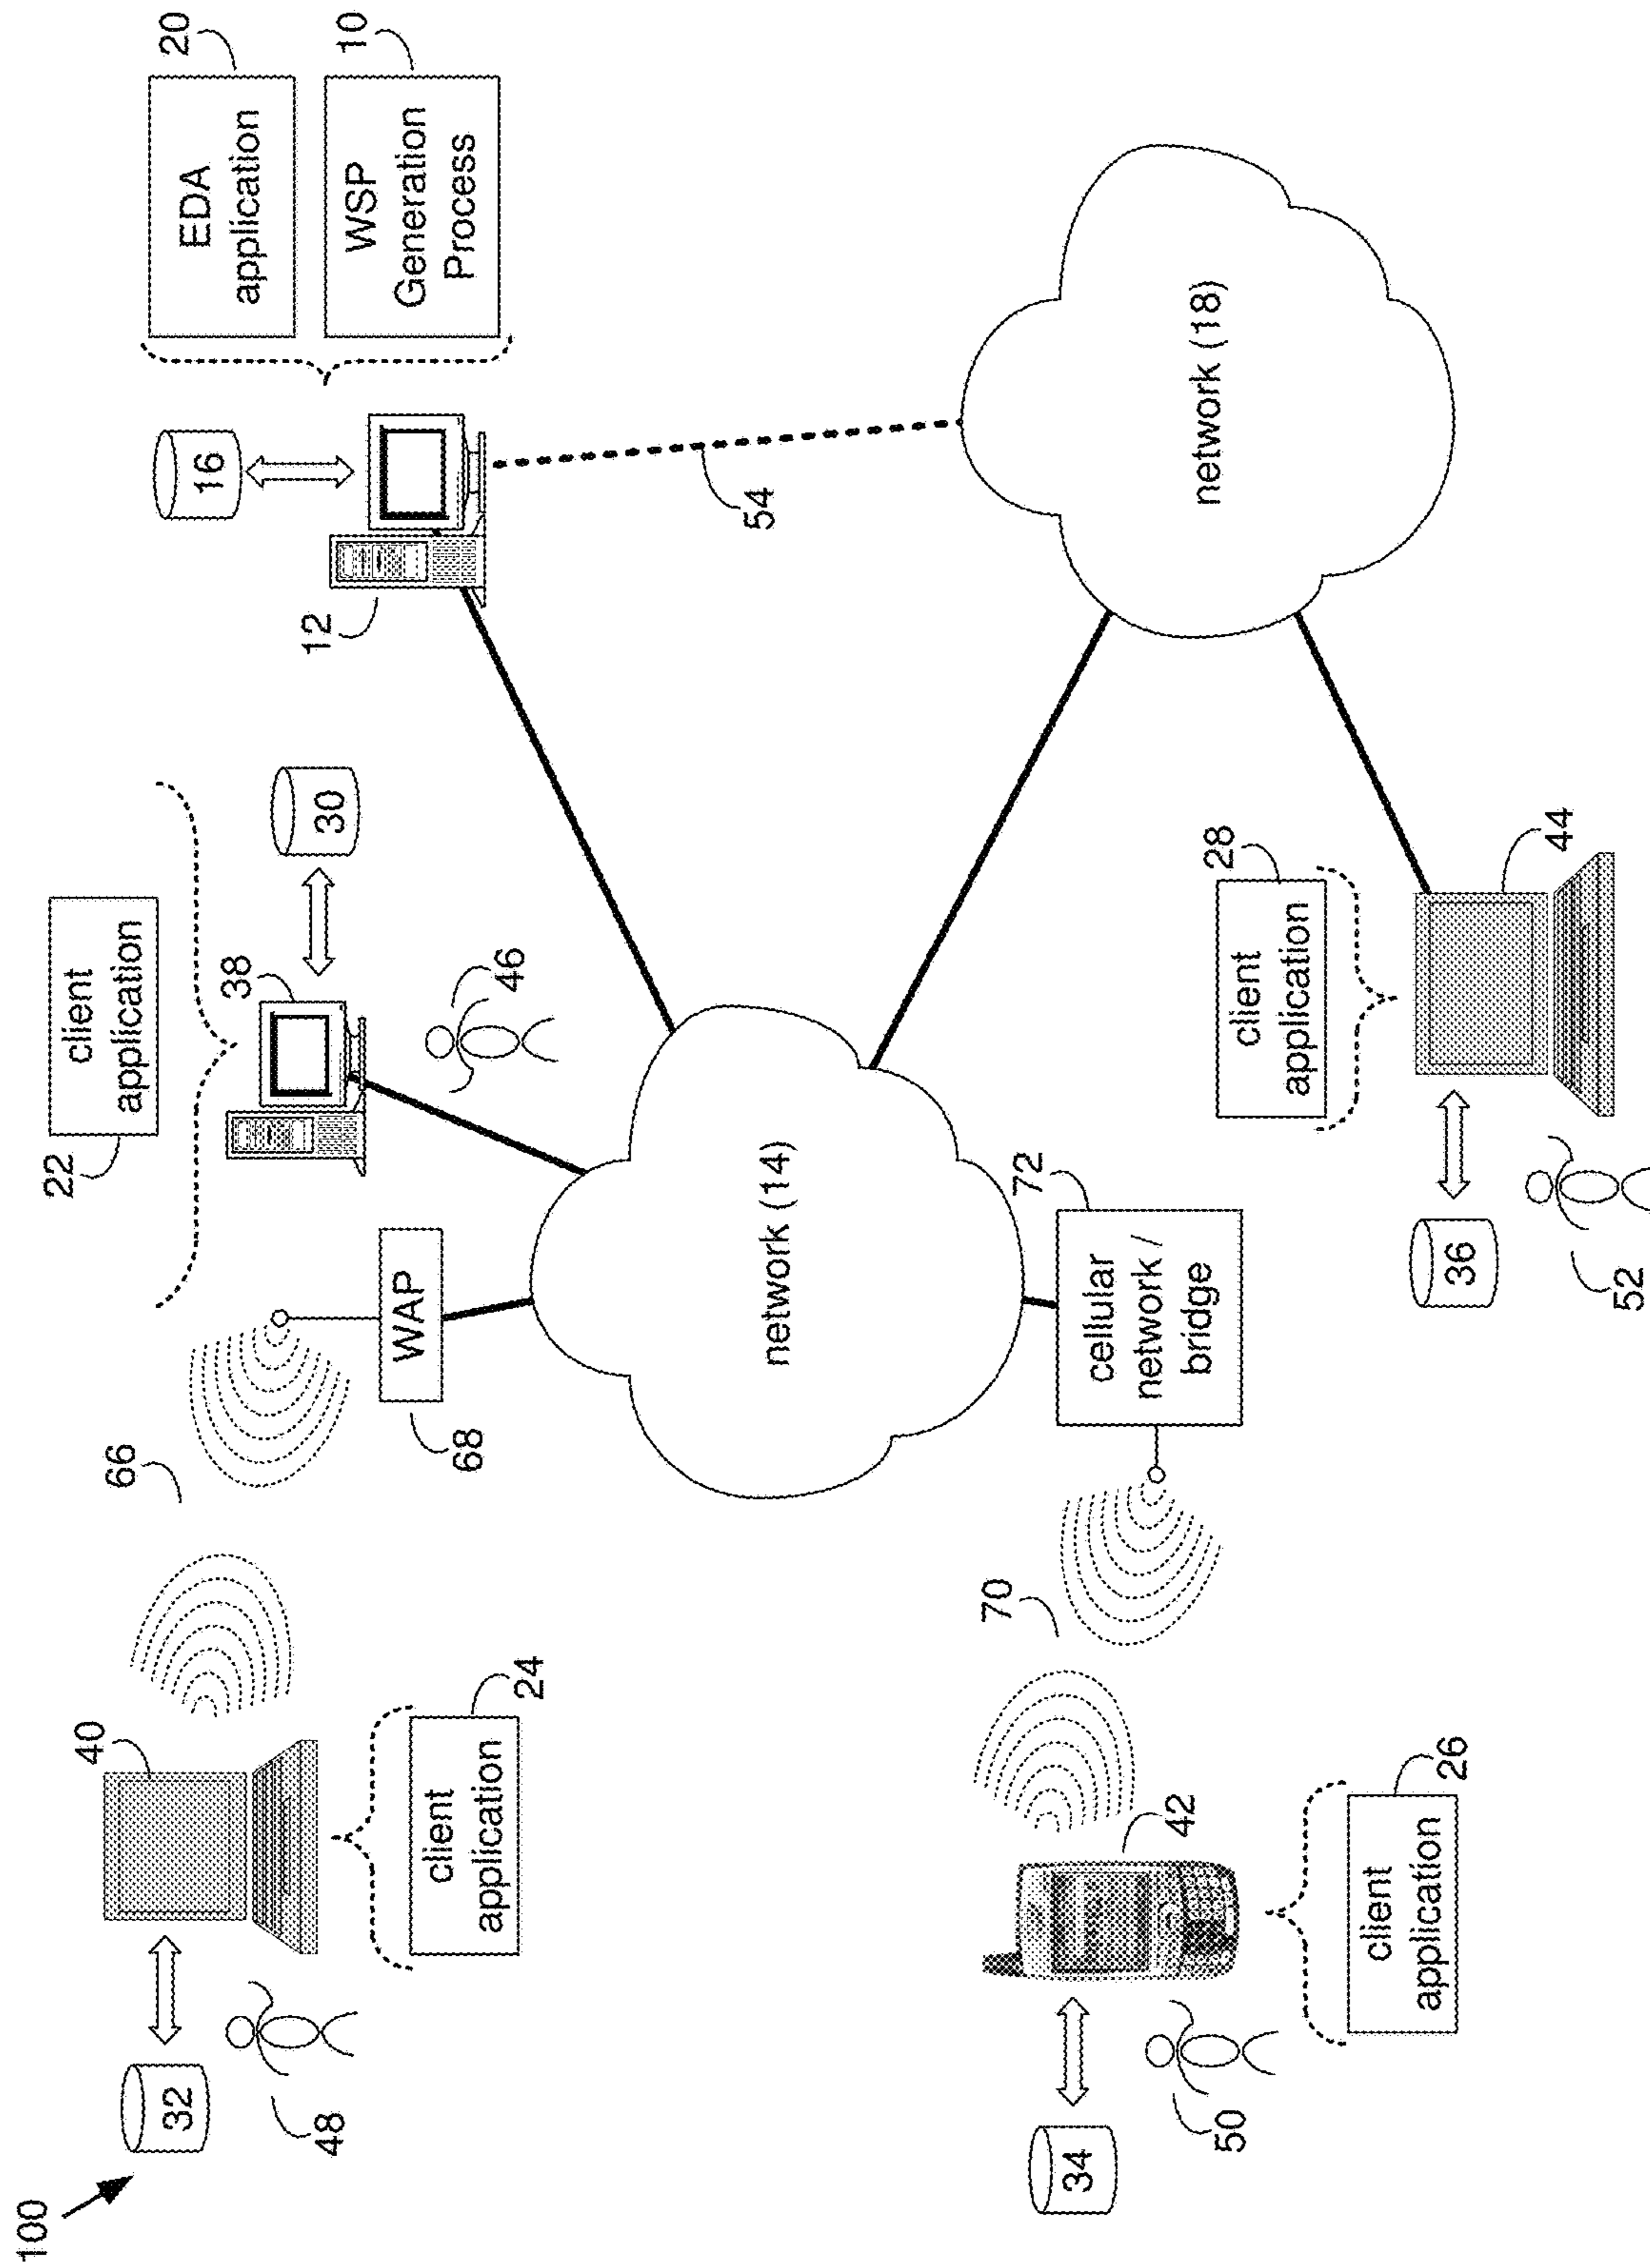 100
32
48
40
client
application
24
66
WAP
68
client
application
22
38
30
46
12
16
EDA
application
20
WSP
Generation
Process
10
54
network (14)
network (18)
34
50
42
client
application
26
70
cellular
network /
bridge
72
client
application
28
44
36
52